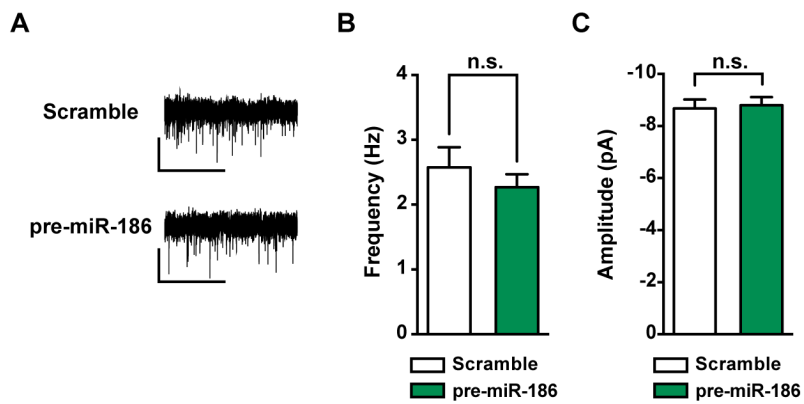 A
Scramble
pre-miR-186
B
n.s.
Frequency (Hz)
4
3
2
1
0
Scramble
pre-miR-186
C
n.s.
Amplitude (pA)
-10
-8
-6
-4
-2
0
Scramble
pre-miR-186